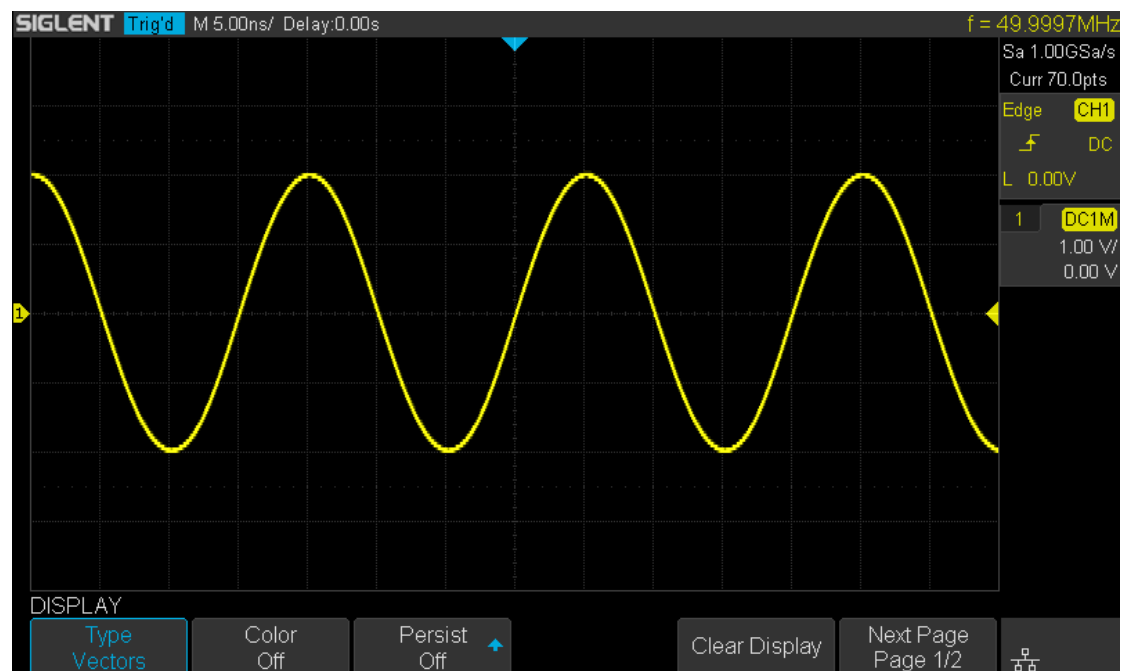 SIGLENT Trig'd M 5.00ns/ Delay:0.00s f = 49.9997MHz
Sa 1.00GSa/s
Curr 70.0pts
Edge CH1
DC
L 0.00V
1 DC1M
1.00 V/
0.00 V
1
DISPLAY
Type
Vectors
Color
Off
Persist
Off
Clear Display
Next Page
Page 1/2